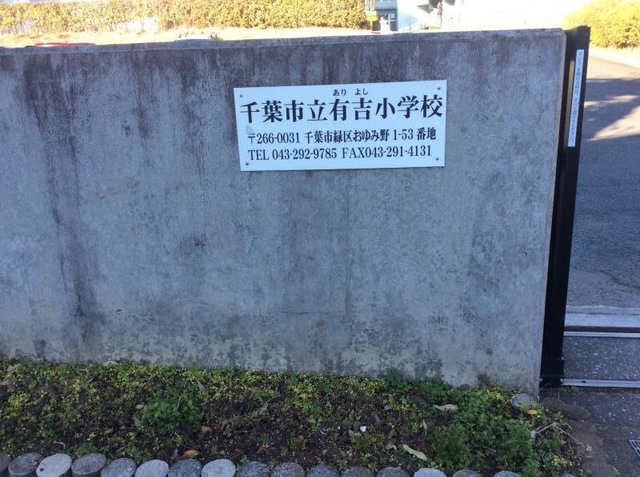 あり よし
千葉市立有吉小学校
〒266-0031 千葉市緑区おゆみ野 1-53 番地
TEL 043-292-9785 FAX043-291-4131